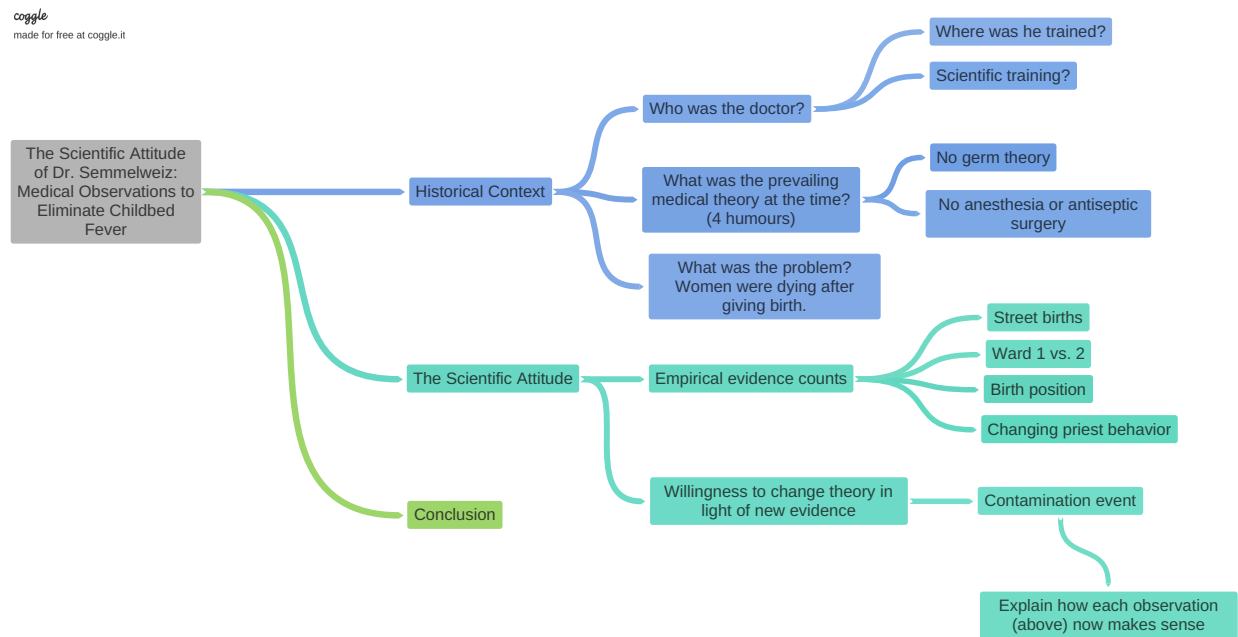 coggle
made for free at coggle.it
The Scientific Attitude
of Dr. Semmelweiz:
Medical Observations to
Eliminate Childbed
Fever
Historical Context
Who was the doctor?
Where was he trained?
Scientific training?
What was the prevailing
medical theory at the time?
(4 humours)
No germ theory
No anesthesia or antiseptic
surgery
What was the problem?
Women were dying after
giving birth.
The Scientific Attitude
Empirical evidence counts
Street births
Ward 1 vs. 2
Birth position
Changing priest behavior
Willingness to change theory in
light of new evidence
Contamination event
Explain how each observation
(above) now makes sense
Conclusion